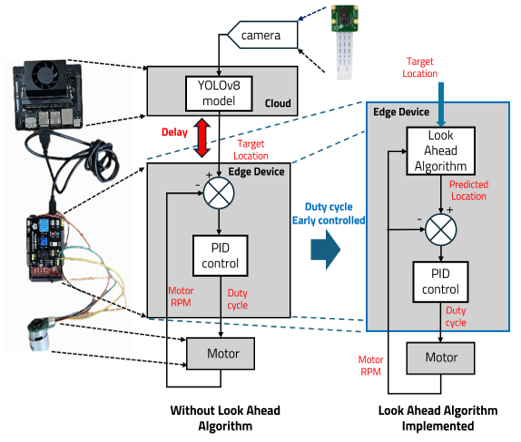 camera
YOLOv8
model
Cloud
Delay
Target
Location
Edge Device
-
+
PID
control
Motor
RPM
Duty
cycle
Motor
Without Look Ahead
Algorithm
Duty cycle
Early controlled
Target
Location
Edge Device
Look
Ahead
Algorithm
Predicted
Location
-
+
PID
control
Duty
cycle
Motor
RPM
Motor
Look Ahead Algorithm
Implemented